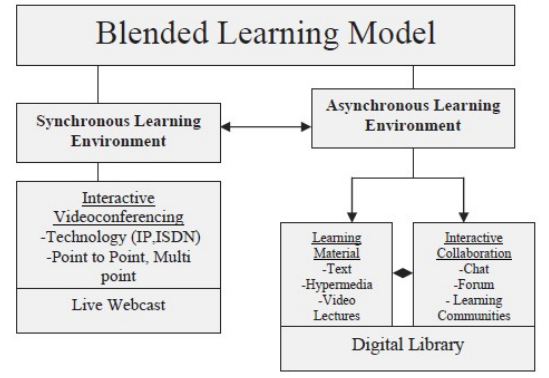 Blended Learning Model
Synchronous Learning
Environment
Asynchronous Learning
Environment
Interactive
Videoconferencing
-Technology (IP,ISDN)
-Point to Point, Multi
point
Live Webcast
Learning
Material
-Text
-Hypermedia
-Video
Lectures
Interactive
Collaboration
-Chat
-Forum
- Learning
Communities
Digital Library